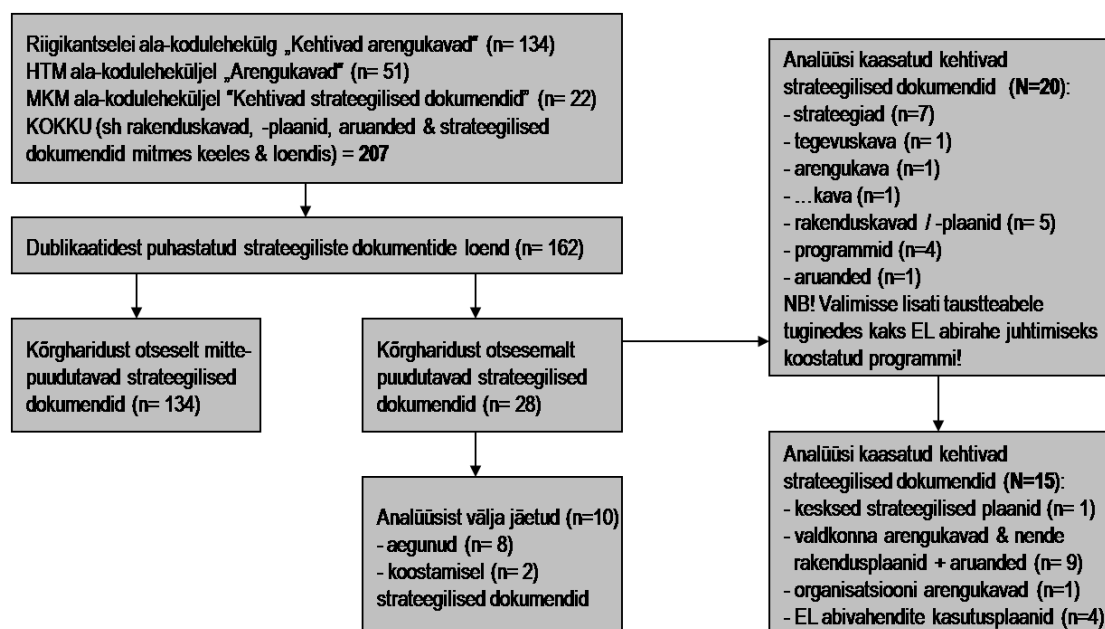 Riigikantselei ala-kodulehekülg „Kehtivad arengukavad" (n= 134)
HTM ala-koduleheküljel „Arengukavad" (n= 51)
MKM ala-koduleheküljel "Kehtivad strateegilised dokumendid" (n= 22)
KOKKU (sh rakenduskavad, -plaanid, aruanded & strateegilised
dokumendid mitmes keeles & loendis) = 207
Dublikaatidest puhastatud strateegiliste dokumentide loend (n= 162)
Kõrgharidust otseselt mitte-
puudutavad strateegilised
dokumendid (n= 134)
Kõrgharidust otsesemalt
puudutavad strateegilised
dokumendid (n= 28)
Analüüsist välja jäetud (n=10)
- aegunud (n= 8)
- koostamisel (n= 2)
strateegilised dokumendid
Analüüsi kaasatud kehtivad
strateegilised dokumendid (N=20):
- strateegiad (n=7)
- tegevuskava (n= 1)
- arengukava (n=1)
- ...kava (n=1)
- rakenduskavad / -plaanid (n= 5)
- programmid (n=4)
- aruanded (n=1)
NB! Valimisse lisati taustteabele
tuginedes kaks EL abirahe juhtimiseks
koostatud programmi!
Analüüsi kaasatud kehtivad
strateegilised dokumendid (N=15):
- kesksed strateegilised plaanid (n= 1)
- valdkonna arengukavad & nende
rakendusplaanid + aruanded (n= 9)
- organisatsiooni arengukavad (n=1)
- EL abivahendite kasutusplaanid (n=4)